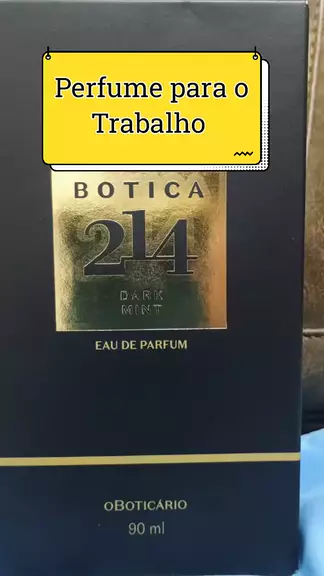 Perfume para o
Trabalho
BOTICA
214
DARK
MINT
EAU DE PARFUM
OBOTICÁRIO
90 ml